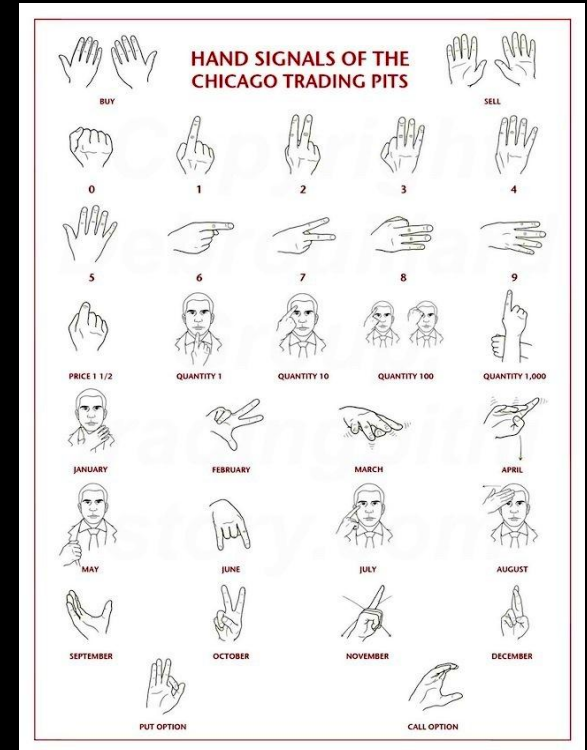 HAND SIGNALS OF THE
CHICAGO TRADING PITS
BUY
SELL
0
1
2
3
4
5
6
7
8
9
PRICE 1 1/2
QUANTITY 1
QUANTITY 10
QUANTITY 100
QUANTITY 1,000
JANUARY
FEBRUARY
MARCH
APRIL
MAY
JUNE
JULY
AUGUST
SEPTEMBER
OCTOBER
NOVEMBER
DECEMBER
PUT OPTION
CALL OPTION